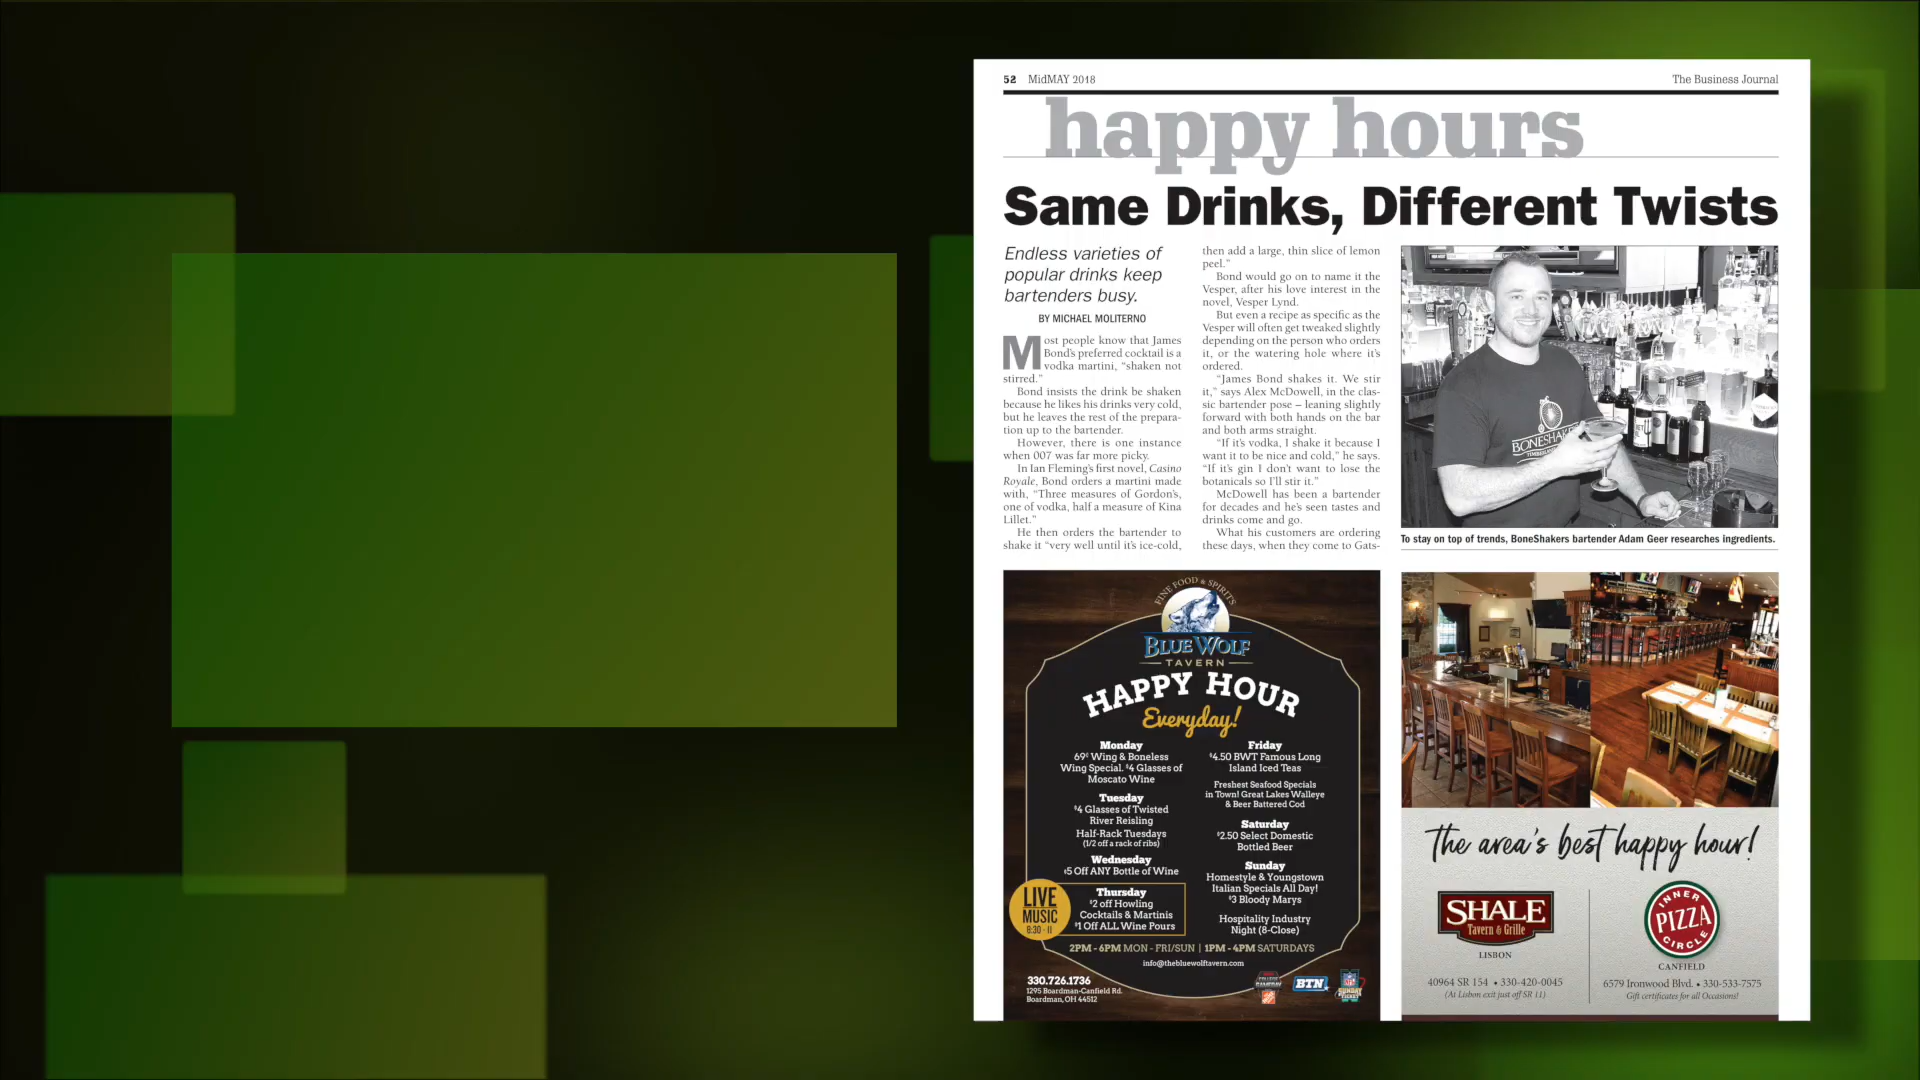 52 MidMAY 2018
The Business Journal
happy hours
Same Drinks, Different Twists
Endless varieties of
popular drinks keep
bartenders busy.
BY MICHAEL MOLITERNO
Most people know that James
Bond's preferred cocktail is a
vodka martini, "shaken not
stirred."
Bond insists the drink be shaken
because he likes his drinks very cold,
but he leaves the rest of the prepara-
tion up to the bartender.
However, there is one instance
when 007 was far more picky.
In Ian Fleming's first novel, Casino
Royale, Bond orders a martini made
with, "Three measures of Gordon's,
one of vodka, half a measure of Kina
Lillet."
He then orders the bartender to
shake it "very well until it's ice-cold,
then add a large, thin slice of lemon
peel."
Bond would go on to name it the
Vesper, after his love interest in the
novel, Vesper Lynd.
But even a recipe as specific as the
Vesper will often get tweaked slightly
depending on the person who orders
it, or the watering hole where it's
ordered.
"James Bond shakes it. We stir
it," says Alex McDowell, in the clas-
sic bartender pose – leaning slightly
forward with both hands on the bar
and both arms straight.
"If it's vodka, I shake it because I
want it to be nice and cold," he says.
"If it's gin I don't want to lose the
botanicals so I'll stir it."
McDowell has been a bartender
for decades and he's seen tastes and
drinks come and go.
What his customers are ordering
these days, when they come to Gats-
BONESHAKERS
To stay on top of trends, BoneShakers bartender Adam Geer researches ingredients.
FINE FOOD & SPIRITS
BLUE WOLF
TAVERN
HAPPY HOUR
Everyday!
Monday
69¢ Wing & Boneless
Wing Special. $4 Glasses of
Moscato Wine
Tuesday
$4 Glasses of Twisted
River Reisling
Half-Rack Tuesdays
(1/2 off a rack of ribs)
Wednesday
$5 Off ANY Bottle of Wine
LIVE
MUSIC
8:30 - 11
Thursday
$2 off Howling
Cocktails & Martinis
$1 Off ALL Wine Pours
Friday
$4.50 BWT Famous Long
Island Iced Teas
Freshest Seafood Specials
in Town! Great Lakes Walleye
& Beer Battered Cod
Saturday
$2.50 Select Domestic
Bottled Beer
Sunday
Homestyle & Youngstown
Italian Specials All Day!
$3 Bloody Marys
Hospitality Industry
Night (8-Close)
2PM - 6PM MON - FRI/SUN | 1PM - 4PM SATURDAYS
info@thebluewolftavern.com
330.726.1736
1295 Boardman-Canfield Rd.
Boardman, OH 44512
BTN
NFL
SUNDAY
TICKET
The area's best happy hour!
SHALE
Tavern & Grille
LISBON
40964 SR 154 • 330-420-0045
(At Lisbon exit just off SR 11)
INNER
PIZZA
CIRCLE
CANFIELD
6579 Ironwood Blvd. • 330-533-7575
Gift certificates for all Occasions!